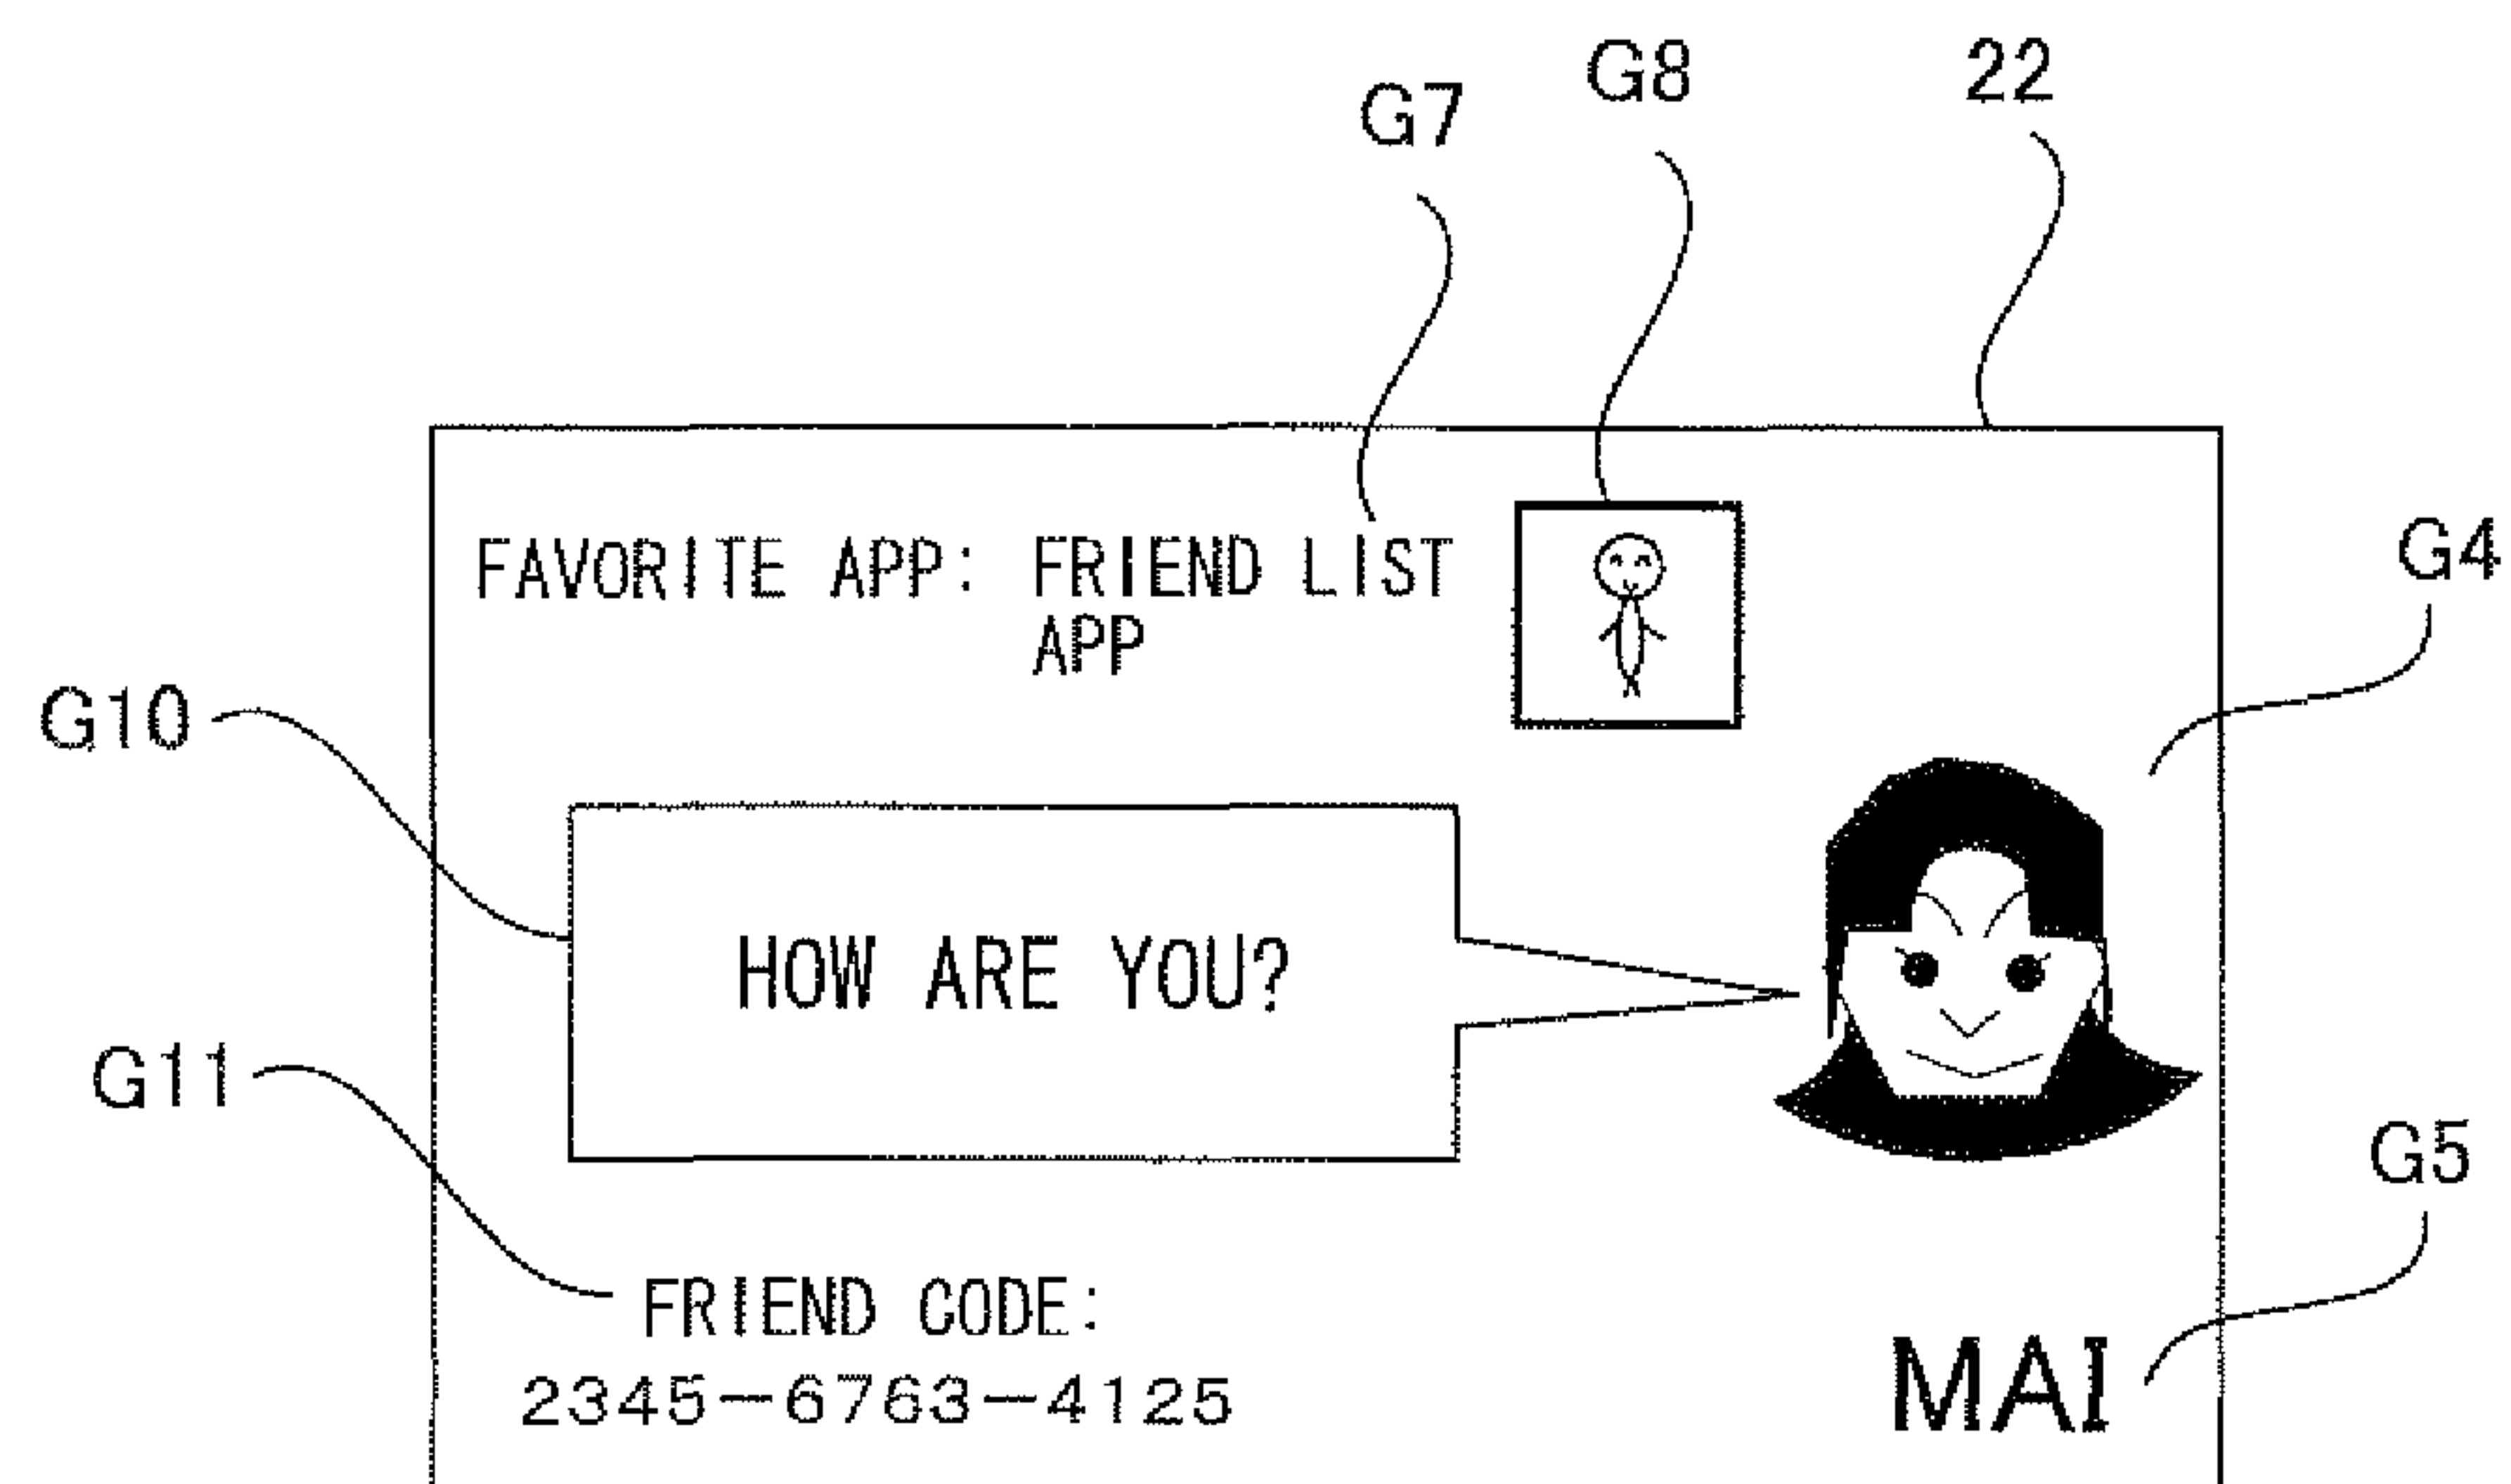 G7 G8 22
FAVORITE APP: FRIEND LIST
APP
G4
G10
HOW ARE YOU?
G11
G5
FRIEND CODE:
2345-6763-4125
MAI